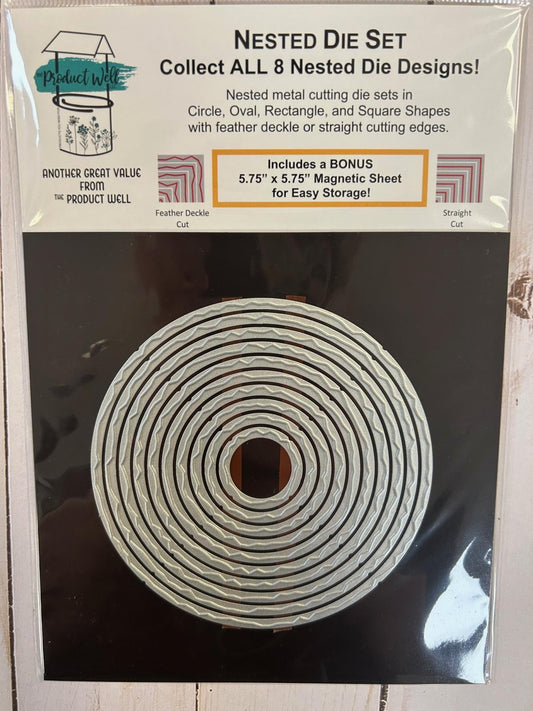 NESTED DIE SET
Collect ALL 8 Nested Die Designs!
Nested metal cutting die sets in
Circle, Oval, Rectangle, and Square Shapes
with feather deckle or straight cutting edges.
THE Product Well
ANOTHER GREAT VALUE
FROM
THE PRODUCT WELL
Includes a BONUS
5.75” x 5.75” Magnetic Sheet
for Easy Storage!
Feather Deckle
Cut
Straight
Cut